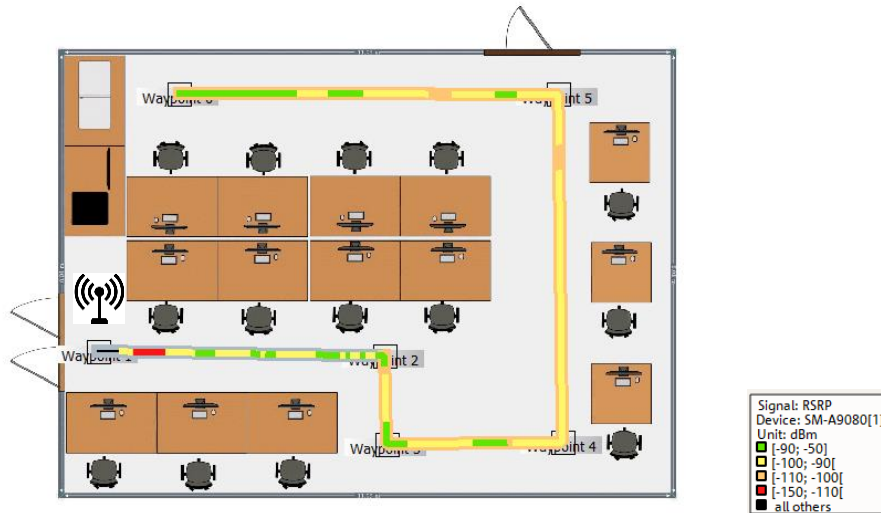 Waypoint 6
Waypoint 5
Waypoint 1
Waypoint 2
Waypoint 3
Waypoint 4
Signal: RSRP
Device: SM-A9080[1]
Unit: dBm
[-90; -50]
[-100; -90[
[-110; -100[
[-150; -110[
all others